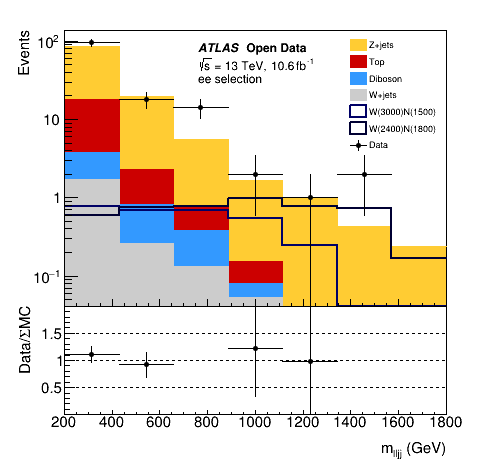 Events
10²
10
10⁻¹
ATLAS Open Data
√s = 13 TeV, 10.6 fb⁻¹
ee selection
Z+jets
Top
Diboson
W+jets
W(3000)N(1500)
W(2400)N(1800)
Data
Data/ΣMC
1.5
1
0.5
200 400 600 800 1000 1200 1400 1600 1800
m_lljj (GeV)